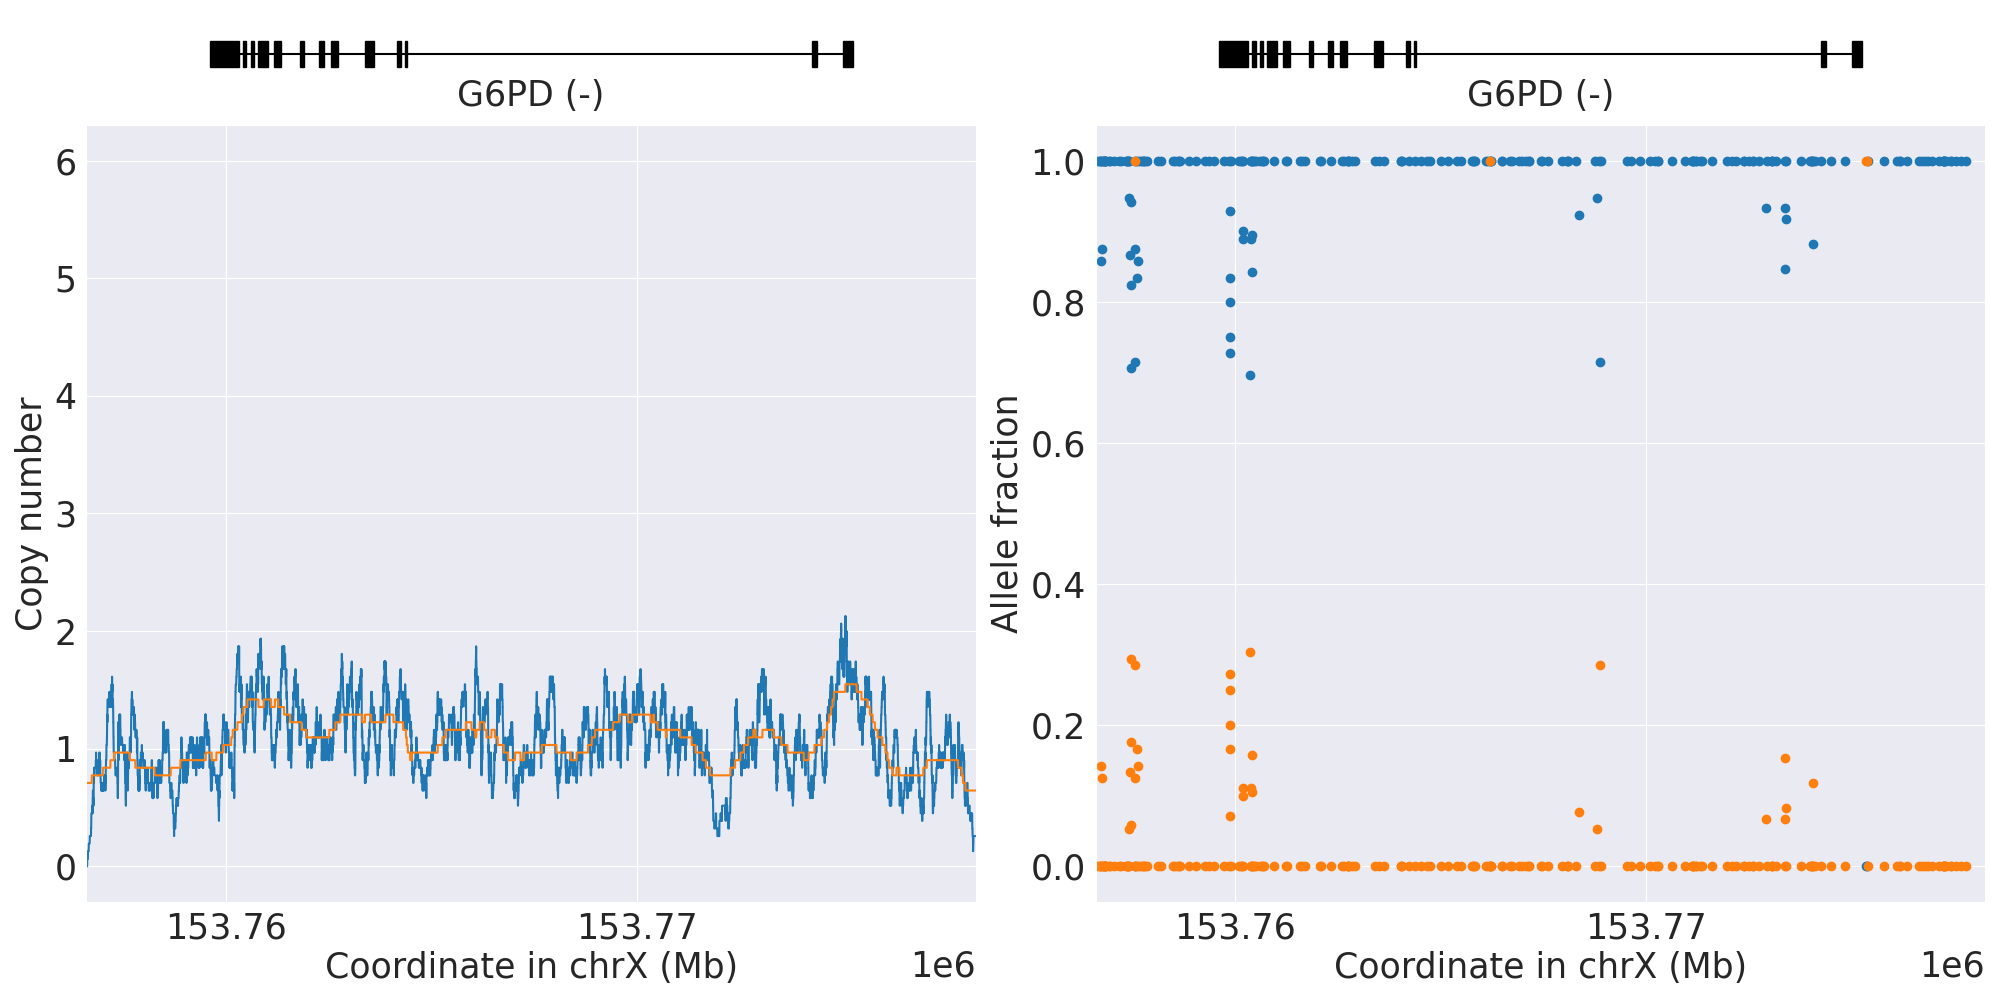 G6PD (-)
6
5
4
3
2
1
0
Copy number
153.76
153.77
Coordinate in chrX (Mb)
1e6
G6PD (-)
1.0
0.8
0.6
0.4
0.2
0.0
Allele fraction
153.76
153.77
Coordinate in chrX (Mb)
1e6